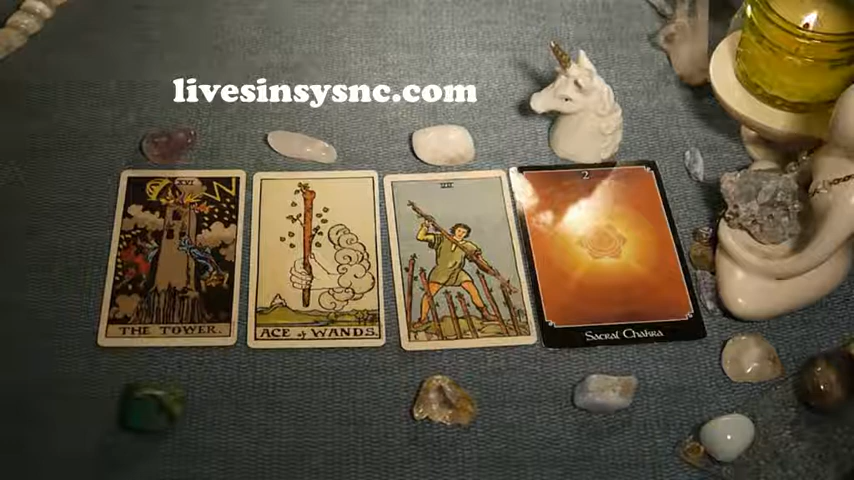 livesinsysnc.com
XVI
THE TOWER.
ACE of WANDS.
VII
2
Sacral Chakra